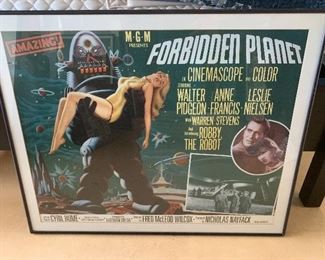 AMAZING!
M-G-M
PRESENTS
FORBIDDEN PLANET
IN CINEMASCOPE AND COLOR
STARRING
WALTER ANNE LESLIE
PIDGEON·FRANCIS·NIELSEN
WITH WARREN STEVENS
And Introducing ROBBY,
THE ROBOT
CYRIL HUME
FRED McLEOD WILCOX
NICHOLAS NAYFACK